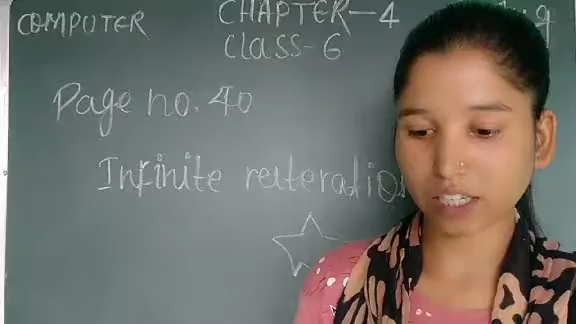 COMPUTER
CHAPTER-4
Class-6
Page no. 40
Infinite reiteration